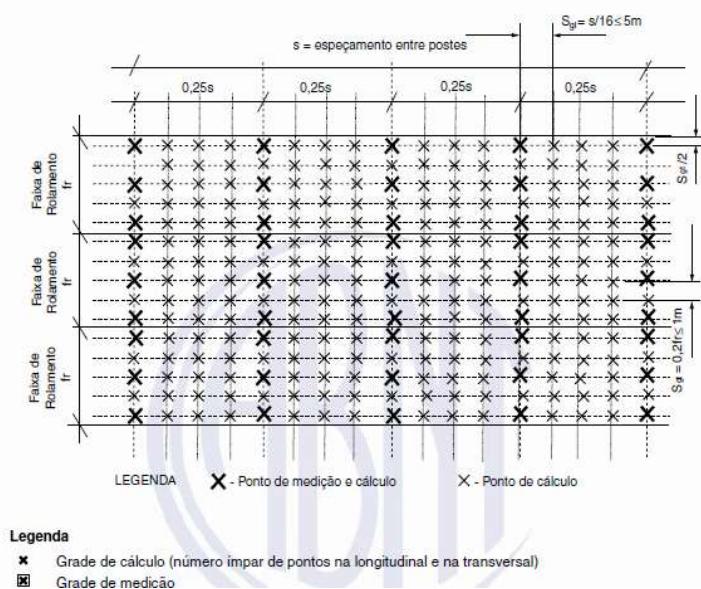 Sgl = s/16 ≤ 5m
s = espeçamento entre postes
0,25s 0,25s 0,25s 0,25s
Sgt/2
Faixa de
Rolamento
fr
Faixa de
Rolamento
fr
Faixa de
Rolamento
fr
Sgt = 0,2fr ≤ 1m
ABNT
LEGENDA X - Ponto de medição e cálculo X - Ponto de cálculo
Legenda
Grade de cálculo (número ímpar de pontos na longitudinal e na transversal)
Grade de medição